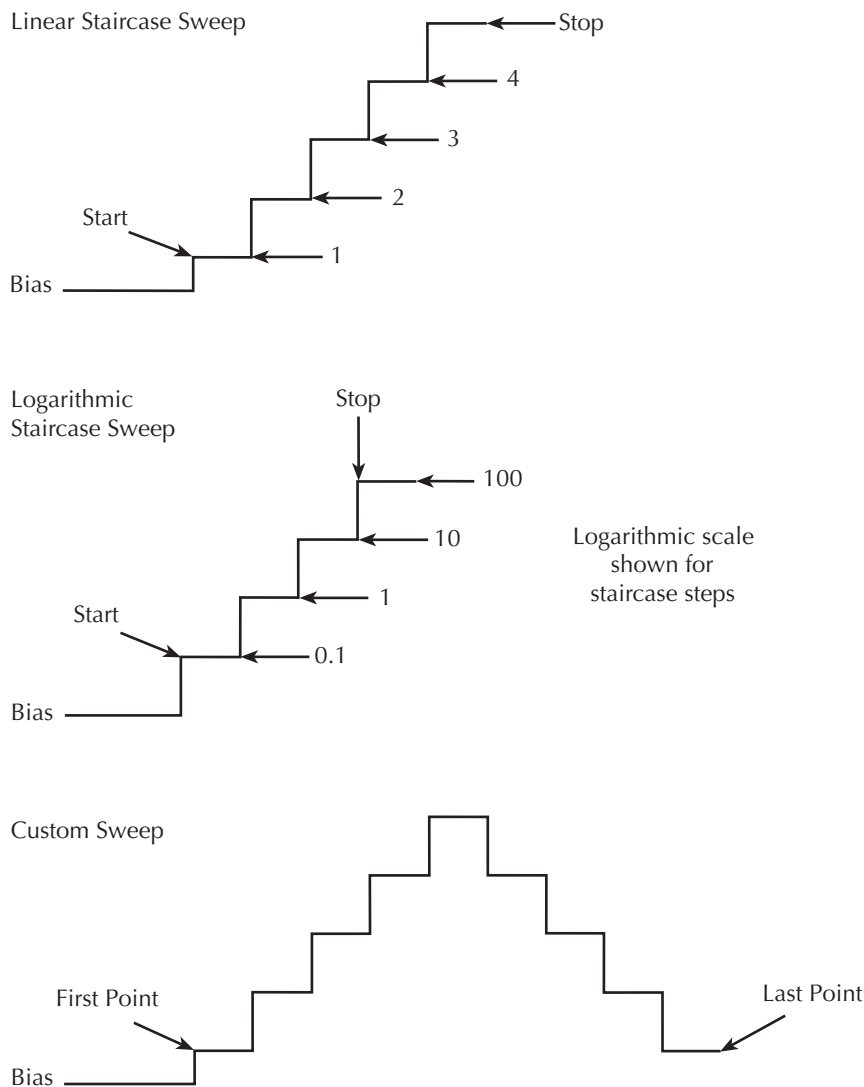 Linear Staircase Sweep
Stop
4
3
2
Start
1
Bias
Logarithmic
Staircase Sweep
Stop
100
10
Logarithmic scale
shown for
staircase steps
1
Start
0.1
Bias
Custom Sweep
First Point
Last Point
Bias